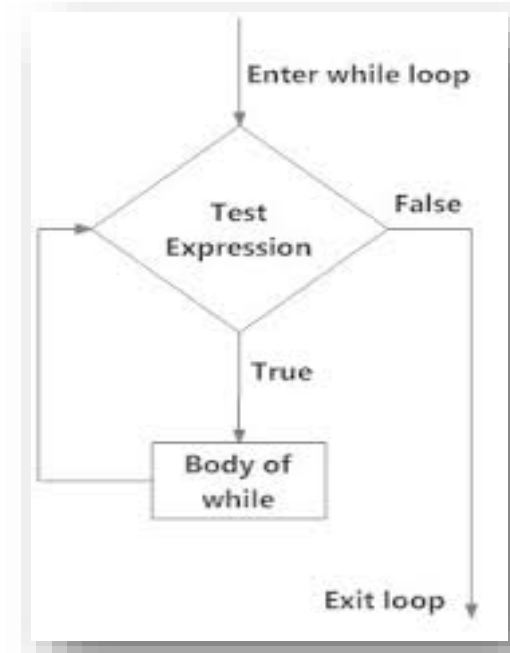 Enter while loop
Test
Expression
False
True
Body of
while
Exit loop